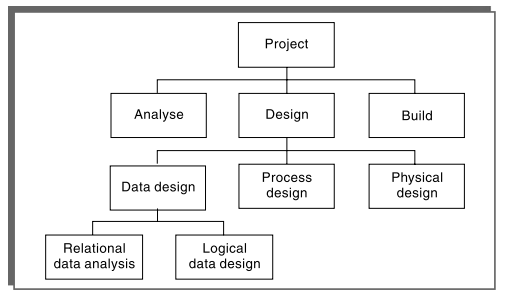 Project
Analyse
Design
Build
Data design
Process
design
Physical
design
Relational
data analysis
Logical
data design